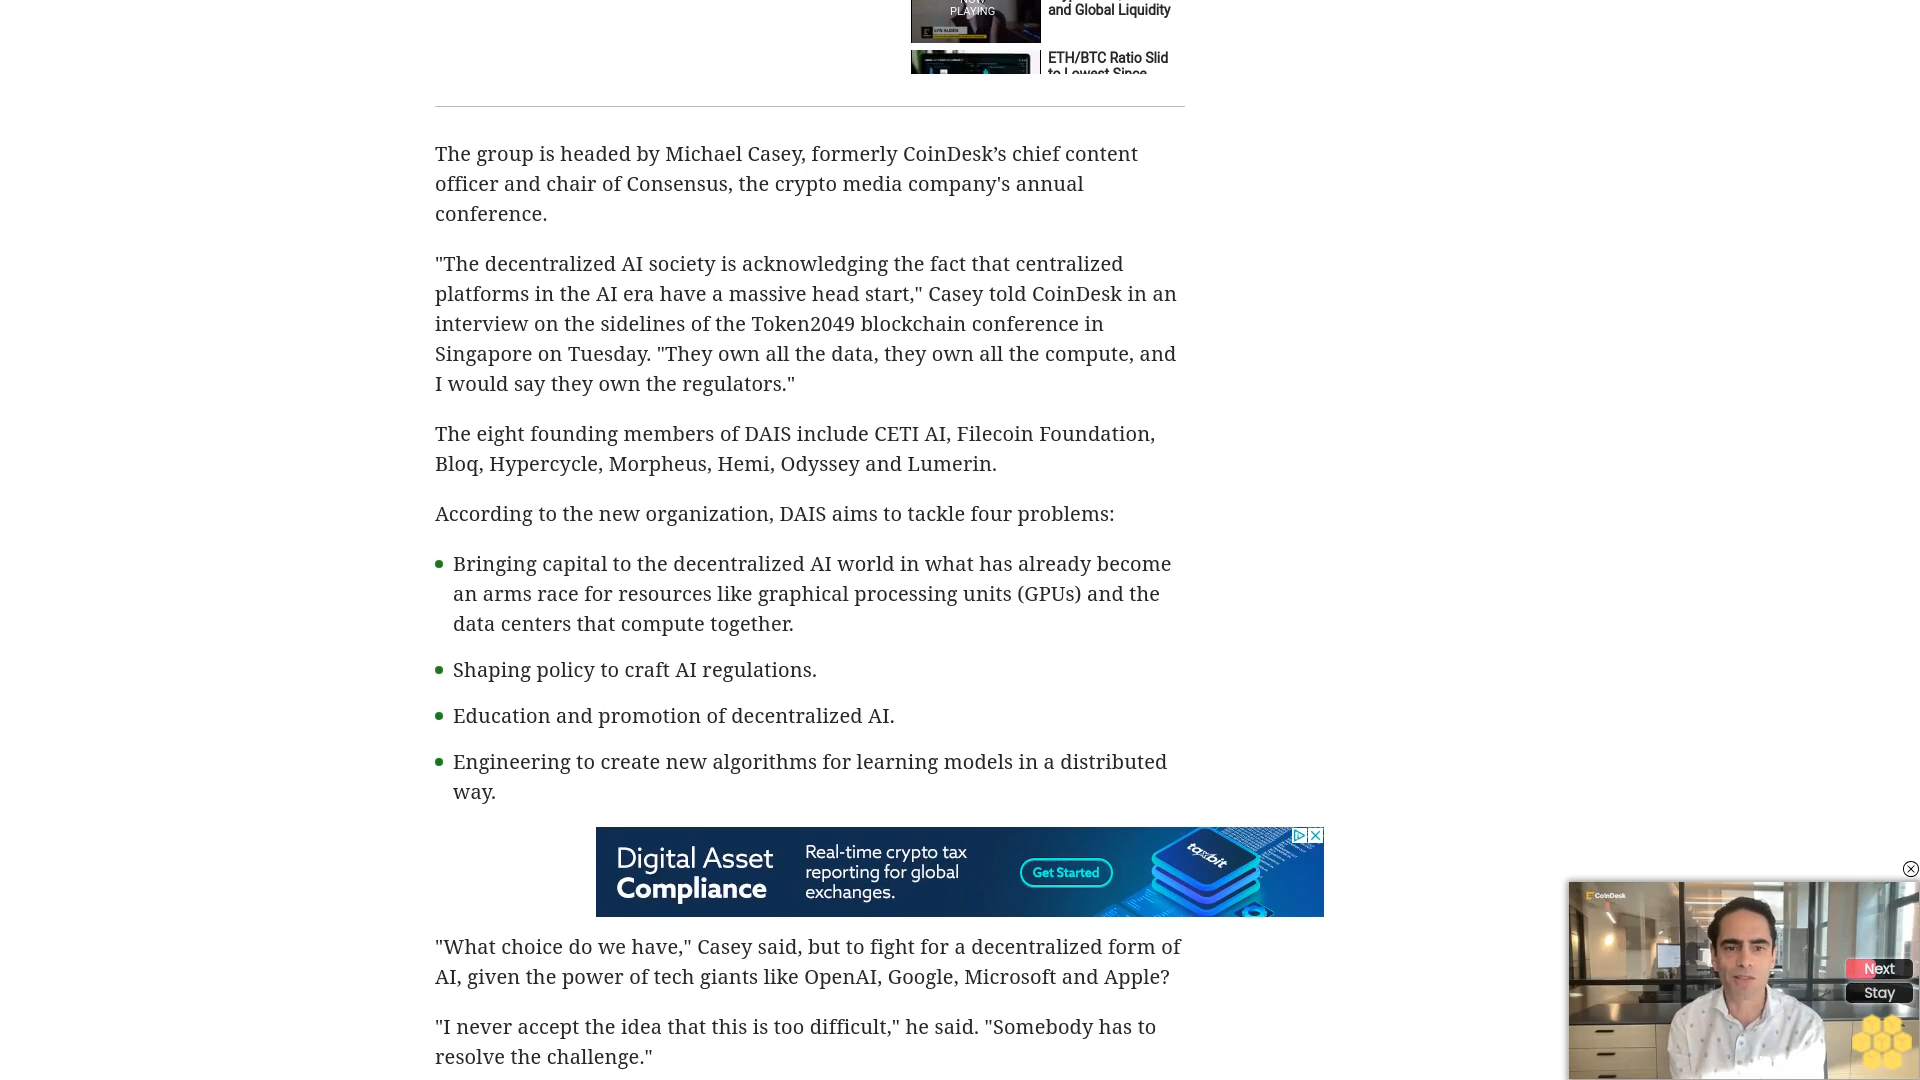 PLAYING
and Global Liquidity
LYN ALDEN
ETH/BTC Ratio Slid
to Lowest Since
The group is headed by Michael Casey, formerly CoinDesk’s chief content
officer and chair of Consensus, the crypto media company's annual
conference.
"The decentralized AI society is acknowledging the fact that centralized
platforms in the AI era have a massive head start," Casey told CoinDesk in an
interview on the sidelines of the Token2049 blockchain conference in
Singapore on Tuesday. "They own all the data, they own all the compute, and
I would say they own the regulators."
The eight founding members of DAIS include CETI AI, Filecoin Foundation,
Bloq, Hypercycle, Morpheus, Hemi, Odyssey and Lumerin.
According to the new organization, DAIS aims to tackle four problems:
Bringing capital to the decentralized AI world in what has already become
an arms race for resources like graphical processing units (GPUs) and the
data centers that compute together.
Shaping policy to craft AI regulations.
Education and promotion of decentralized AI.
Engineering to create new algorithms for learning models in a distributed
way.
Digital Asset
Compliance
Real-time crypto tax
reporting for global
exchanges.
Get Started
taxbit
"What choice do we have," Casey said, but to fight for a decentralized form of
AI, given the power of tech giants like OpenAI, Google, Microsoft and Apple?
"I never accept the idea that this is too difficult," he said. "Somebody has to
resolve the challenge."
CoinDesk
Next
Stay